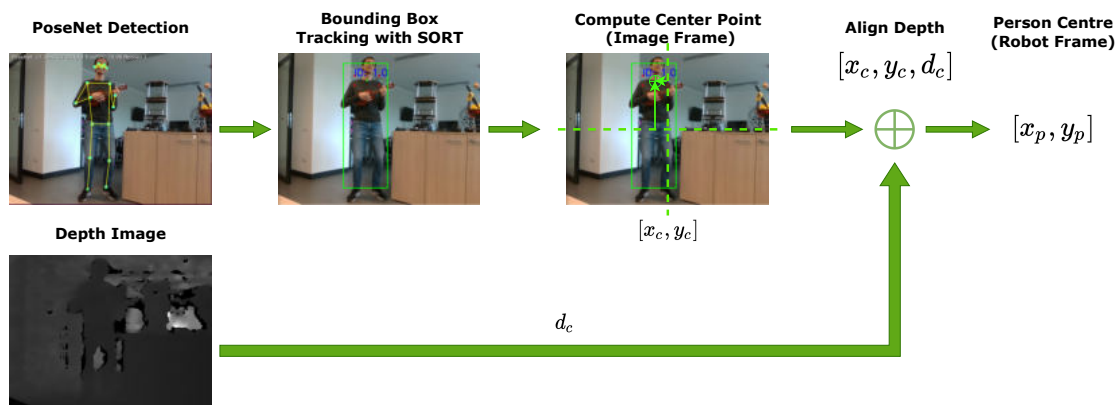 PoseNet Detection
Bounding Box
Tracking with SORT
Compute Center Point
(Image Frame)
Align Depth
Person Centre
(Robot Frame)
[x_c, y_c, d_c]
[x_p, y_p]
[x_c, y_c]
Depth Image
d_c